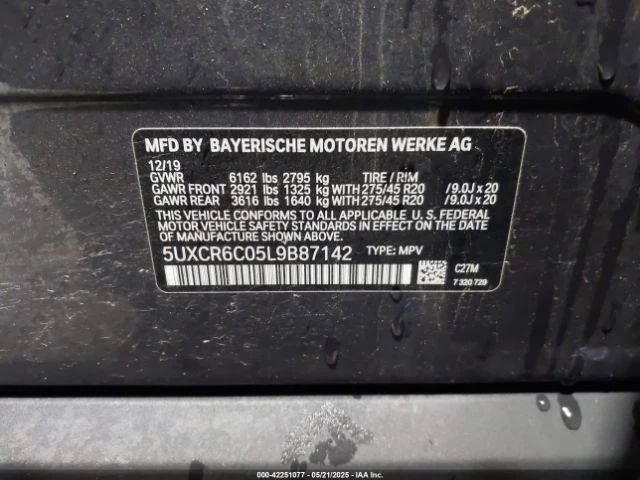 MFD BY BAYERISCHE MOTOREN WERKE AG
12/19
GVWR 6162 lbs 2795 kg TIRE / RIM
GAWR FRONT 2921 lbs 1325 kg WITH 275/45 R20 / 9.0J x 20
GAWR REAR 3616 lbs 1640 kg WITH 275/45 R20 / 9.0J x 20
THIS VEHICLE CONFORMS TO ALL APPLICABLE U. S. FEDERAL
MOTOR VEHICLE SAFETY STANDARDS IN EFFECT ON THE DATE
OF MANUFACTURE SHOWN ABOVE.
5UXCR6C05L9B87142 TYPE: MPV
C27M
7 320 729
000-42251077 - 05/21/2025 - IAA Inc.